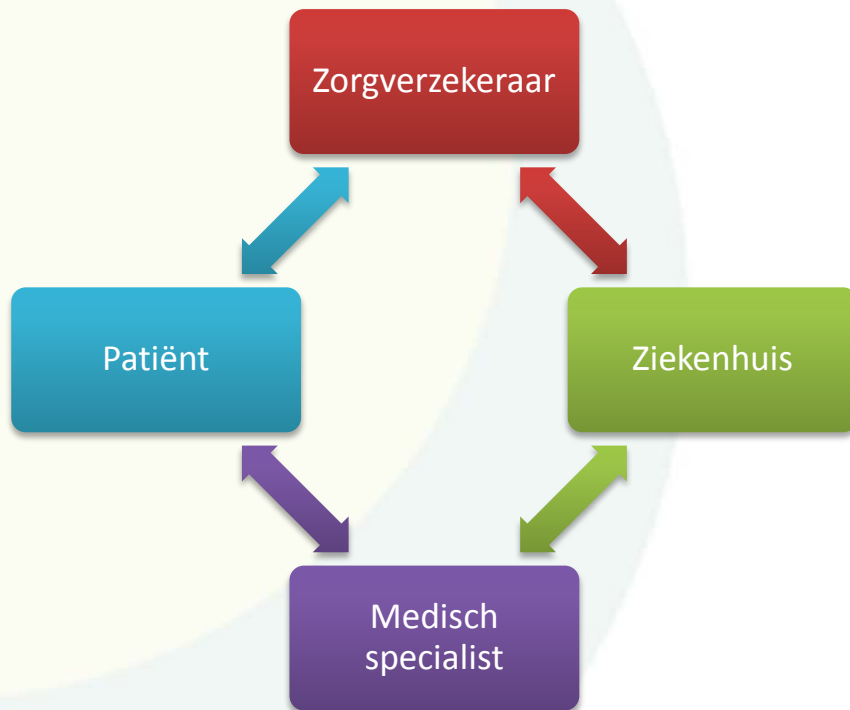 Zorgverzekeraar
Patiënt
Ziekenhuis
Medisch
specialist